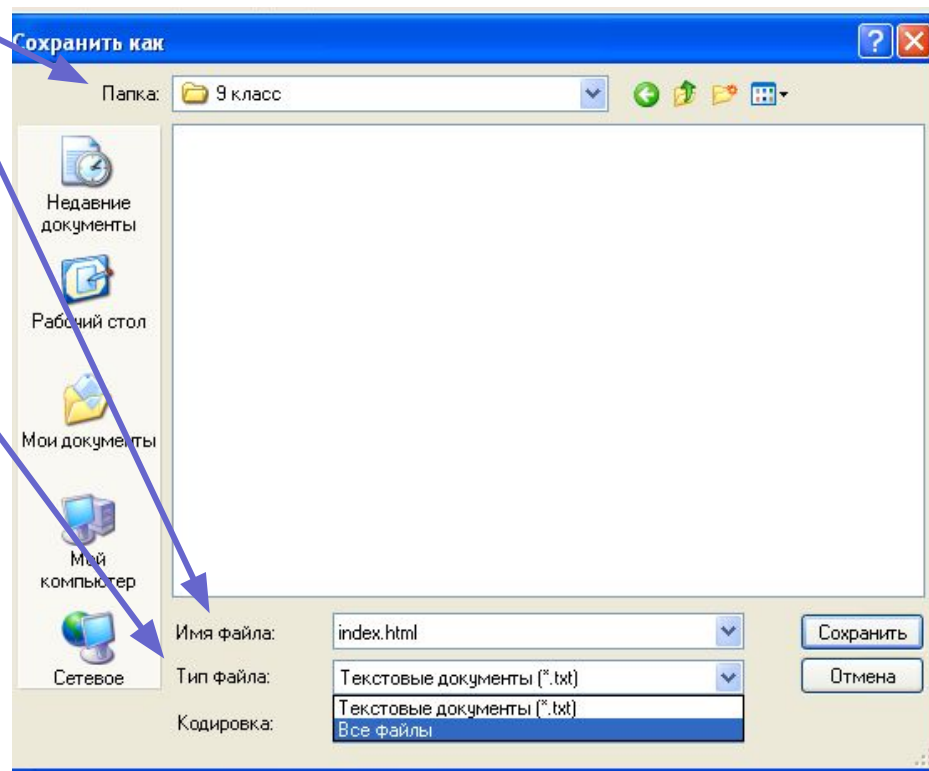 Сохранить как
Папка:
9 класс
Недавние
документы
Рабочий стол
Мои документы
Мой
компьютер
Сетевое
Имя файла:
index.html
Сохранить
Тип файла:
Текстовые документы (*.txt)
Отмена
Текстовые документы (*.txt)
Кодировка:
Все файлы